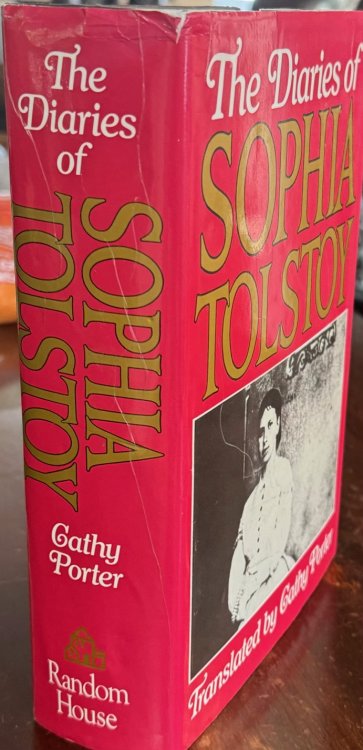 The
Diaries
of
SOPHIA
TOLSTOY
Cathy
Porter
Random
House
The Diaries of
SOPHIA
TOLSTOY
Translated by Cathy Porter